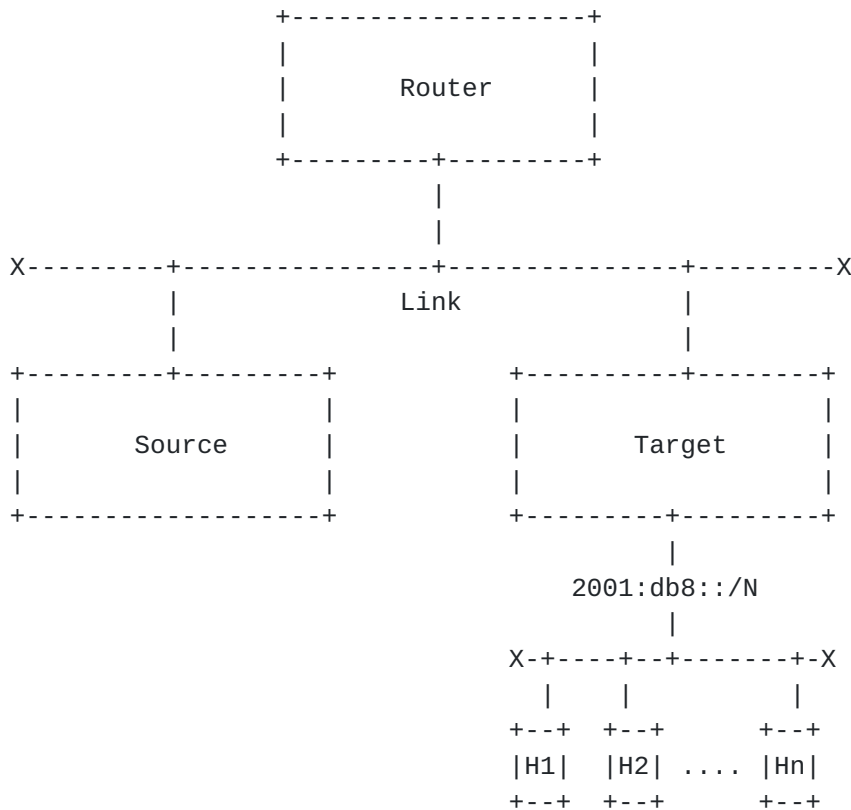 Router
Link
Source Target
2001:db8::/N
X X
X X
H1 H2 .... Hn